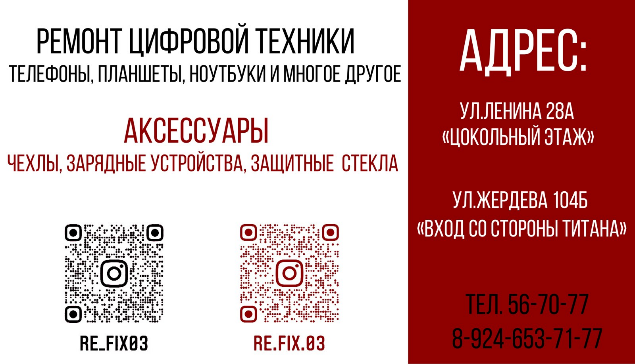 РЕМОНТ ЦИФРОВОЙ ТЕХНИКИ
ТЕЛЕФОНЫ, ПЛАНШЕТЫ, НОУТБУКИ И МНОГОЕ ДРУГОЕ
АКСЕССУАРЫ
ЧЕХЛЫ, ЗАРЯДНЫЕ УСТРОЙСТВА, ЗАЩИТНЫЕ СТЕКЛА
RE_FIX03
RE.FIX.03
АДРЕС:
УЛ.ЛЕНИНА 28А
«ЦОКОЛЬНЫЙ ЭТАЖ»
УЛ.ЖЕРДЕВА 104Б
«ВХОД СО СТОРОНЫ ТИТАНА»
ТЕЛ. 56-70-77
8-924-653-71-77